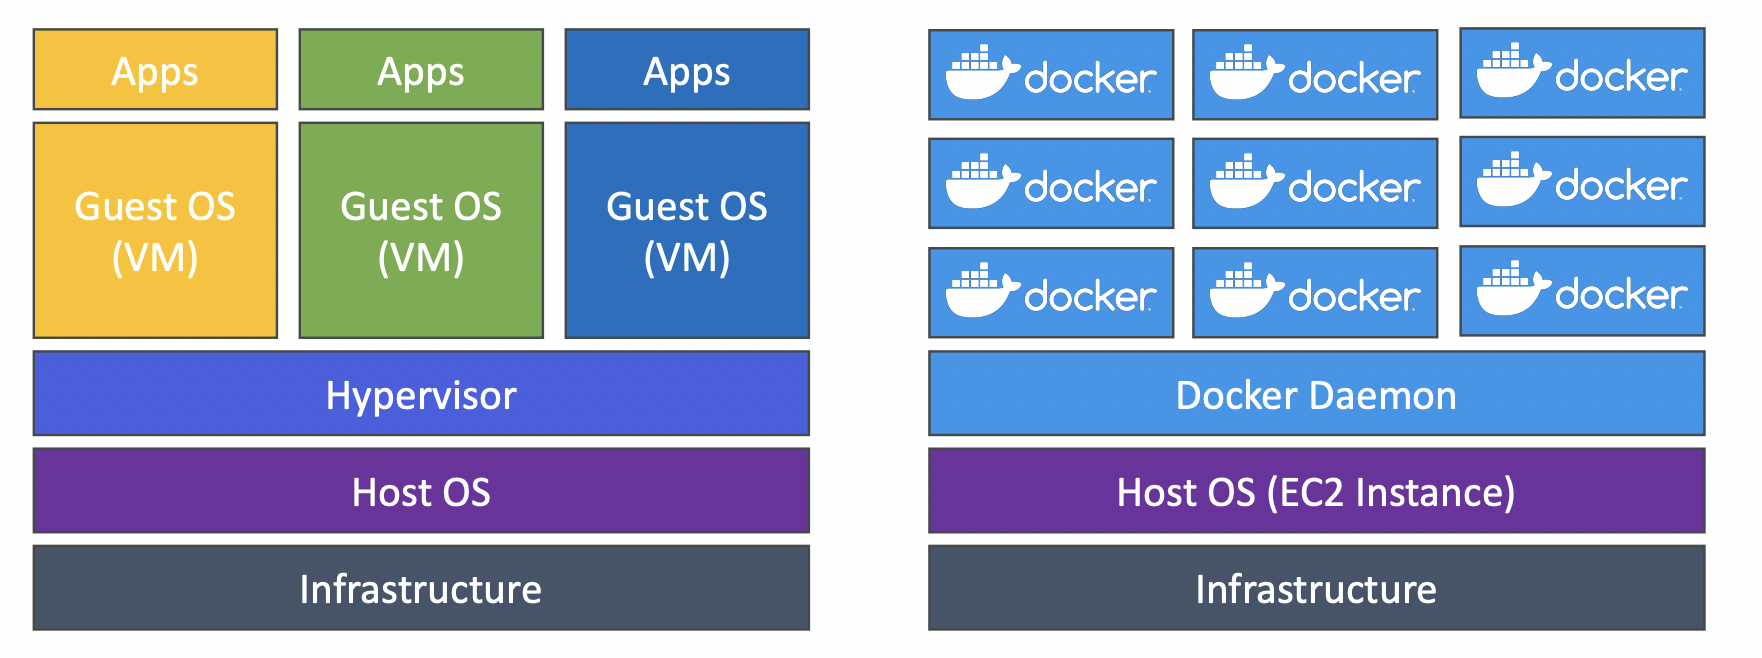 Apps
Apps
Apps
Guest OS
(VM)
Guest OS
(VM)
Guest OS
(VM)
Hypervisor
Host OS
Infrastructure
docker
docker
docker
docker
docker
docker
docker
docker
docker
Docker Daemon
Host OS (EC2 Instance)
Infrastructure